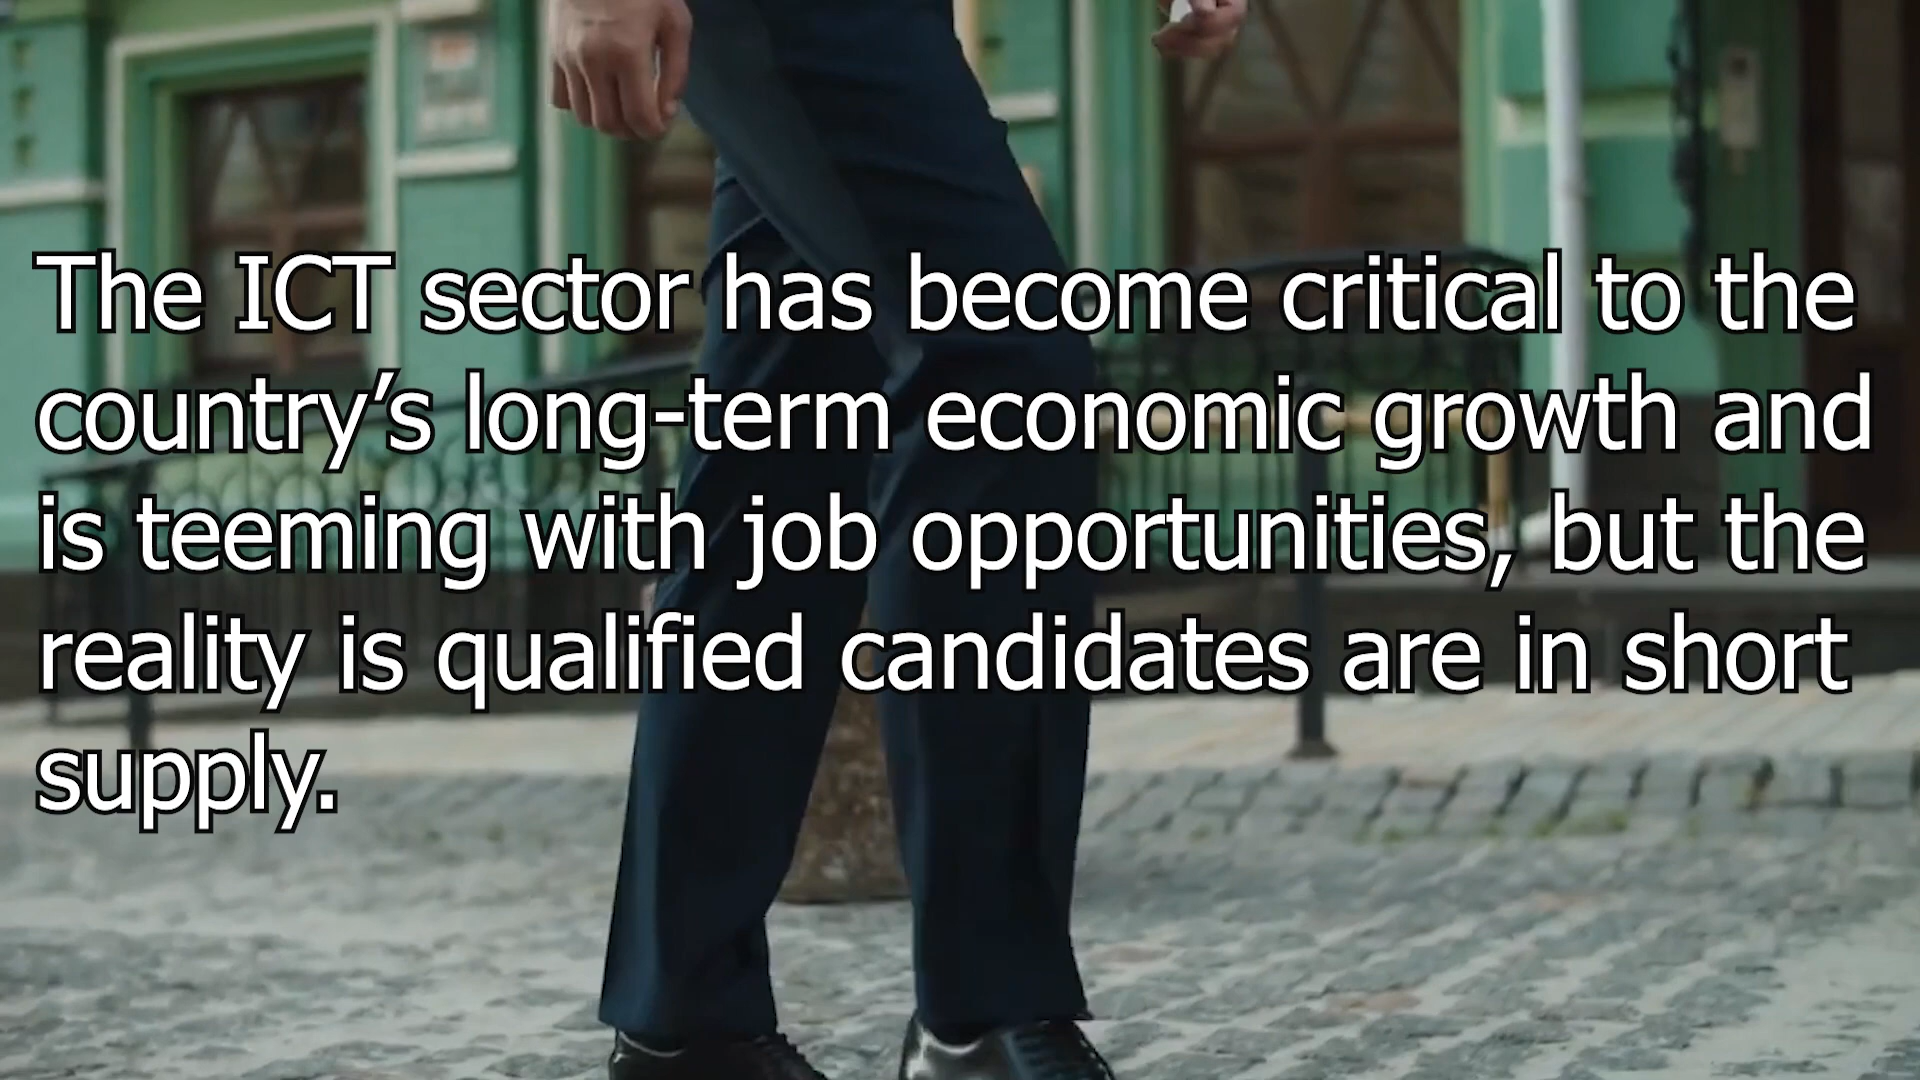 The ICT sector has become critical to the
country’s long-term economic growth and
is teeming with job opportunities, but the
reality is qualified candidates are in short
supply.